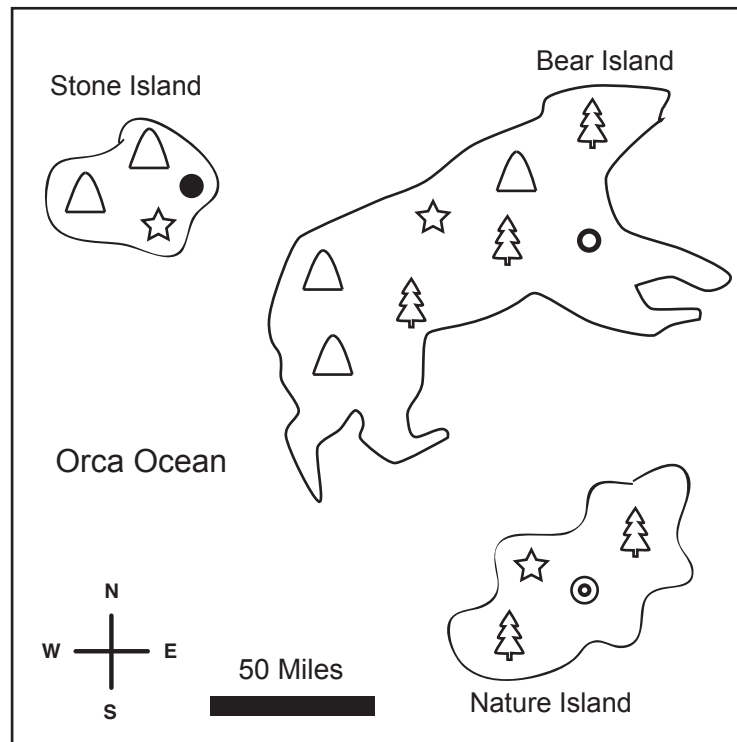 Bear Island
Stone Island
Orca Ocean
N
W E
S
50 Miles
Nature Island